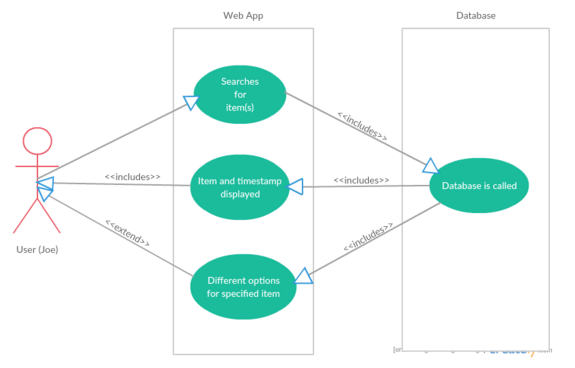 Web App
Database
Searches
for
item(s)
<<includes>>
<<includes>>
Item and timestamp
displayed
<<includes>>
Database is called
<<extend>>
<<includes>>
User (Joe)
Different options
for specified item